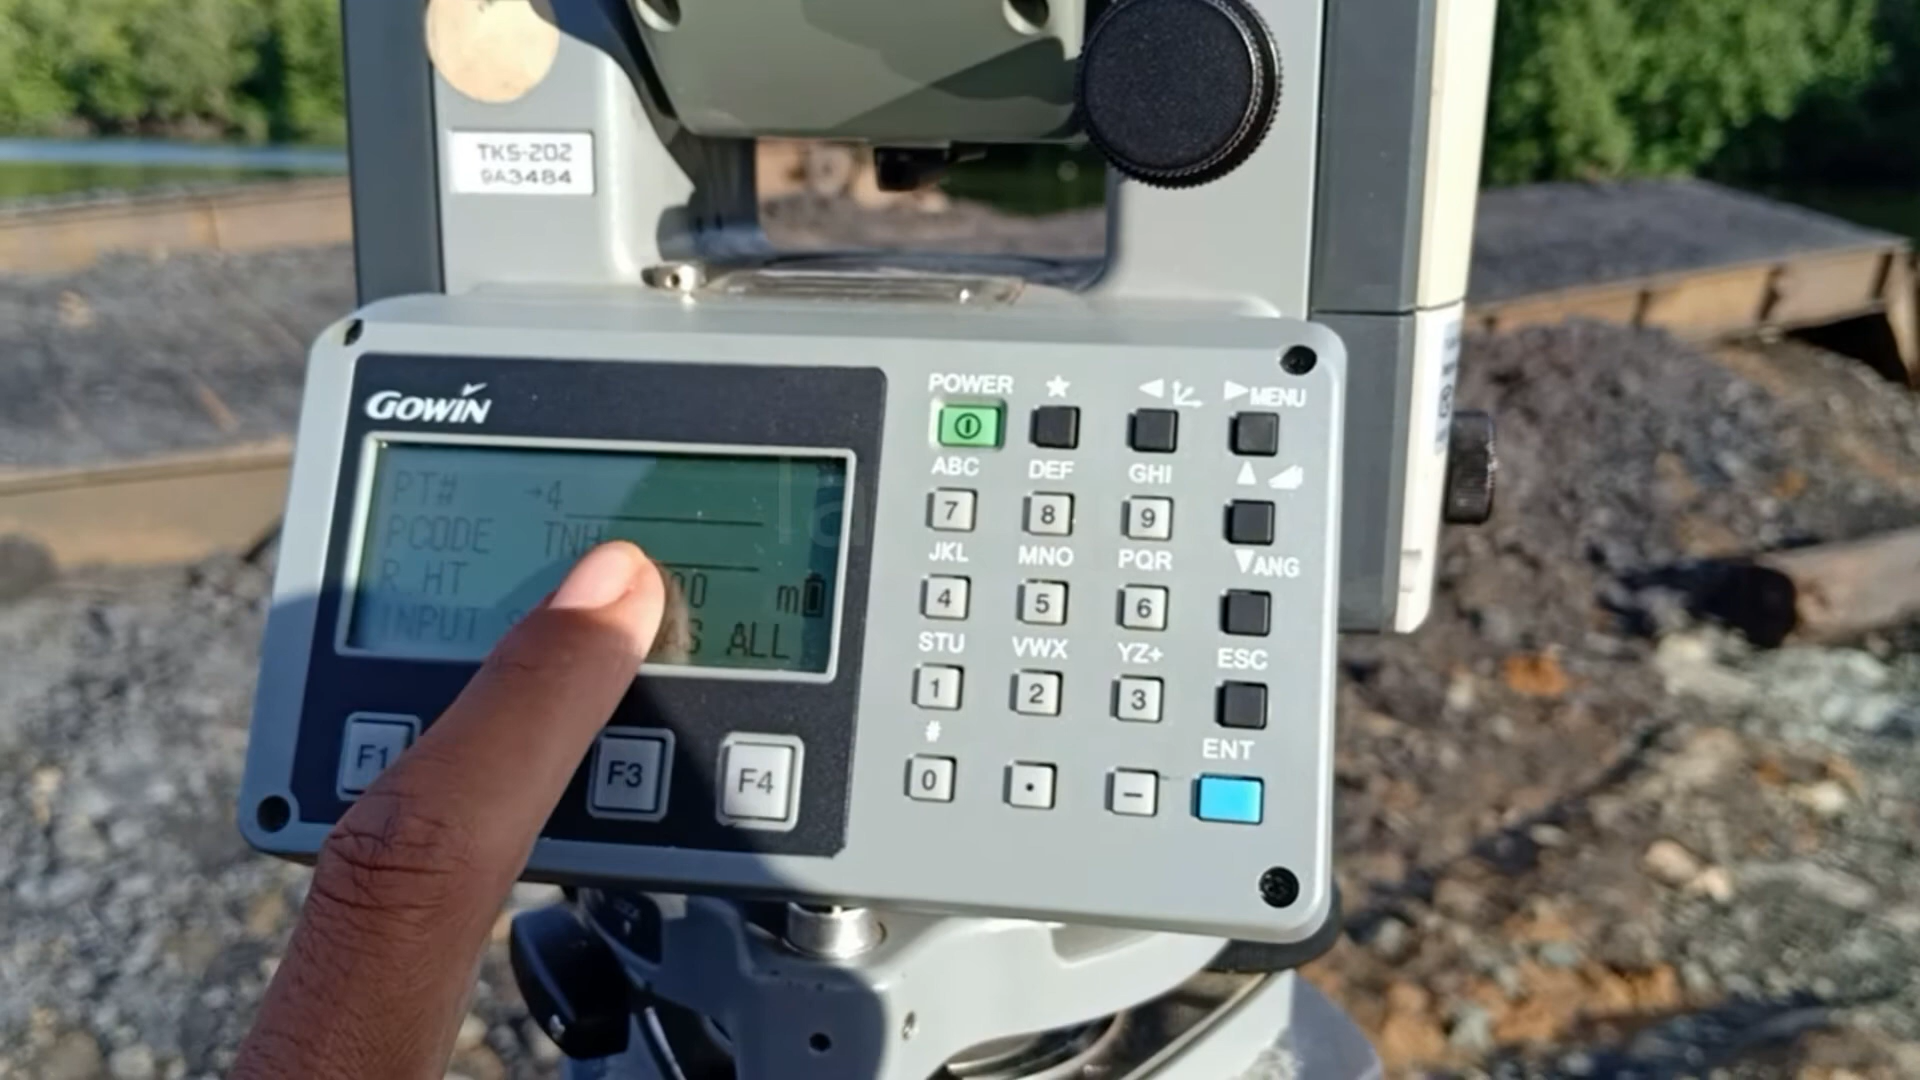 TKS-202
9A3484
GOWIN
PT# →4
PCODE TNH
R.HT 00 m
INPUT AS ALL
F1 F3 F4
POWER ★ ◀ ▶MENU
ABC DEF GHI ▲
7 8 9
JKL MNO PQR ▼ANG
4 5 6
STU VWX YZ+ ESC
1 2 3
# ENT
0 . −